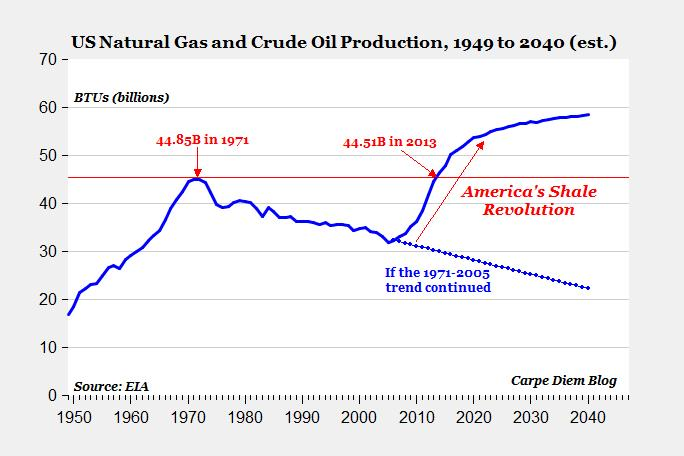 US Natural Gas and Crude Oil Production, 1949 to 2040 (est.)
70
BTUs (billions)
60
44.85B in 1971
44.51B in 2013
50
America's Shale
Revolution
40
30
If the 1971-2005
trend continued
20
10
Source: EIA
Carpe Diem Blog
0
1950 1960 1970 1980 1990 2000 2010 2020 2030 2040